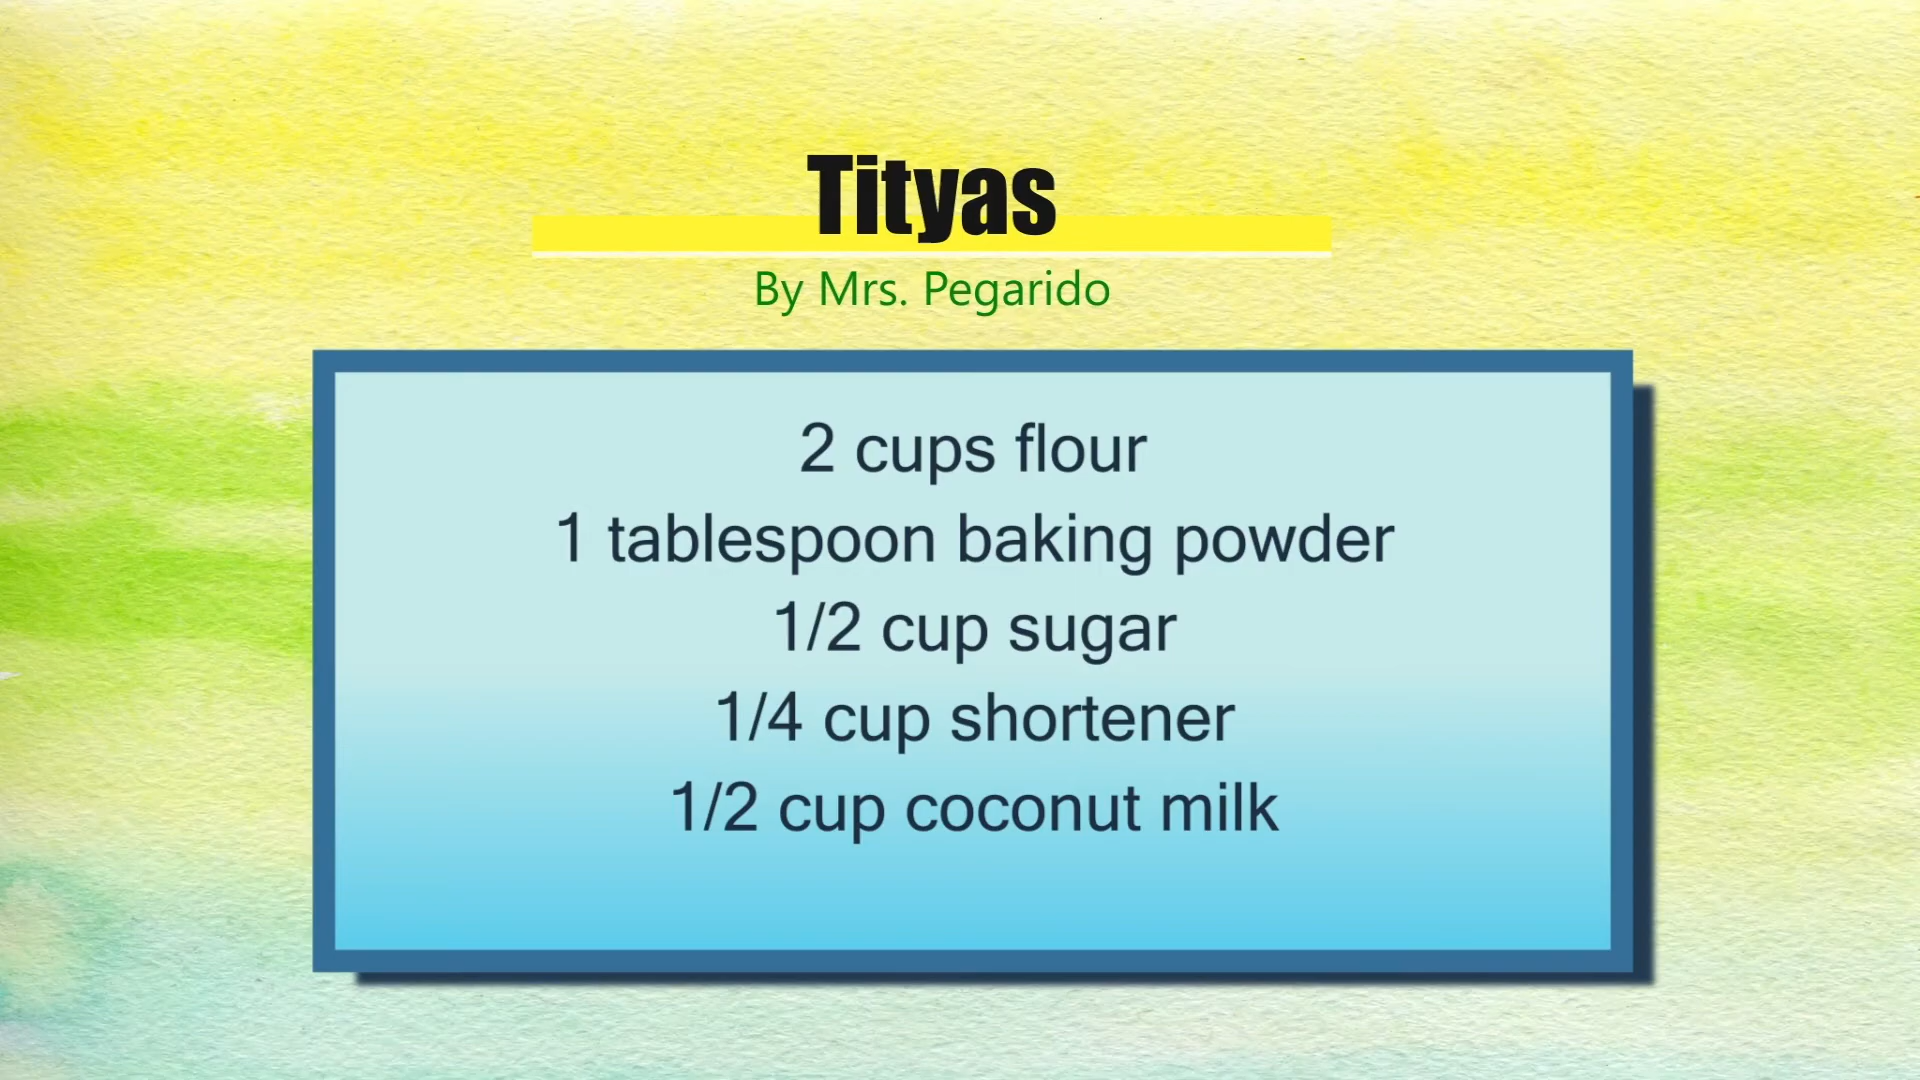 Tityas
By Mrs. Pegarido
2 cups flour
1 tablespoon baking powder
1/2 cup sugar
1/4 cup shortener
1/2 cup coconut milk